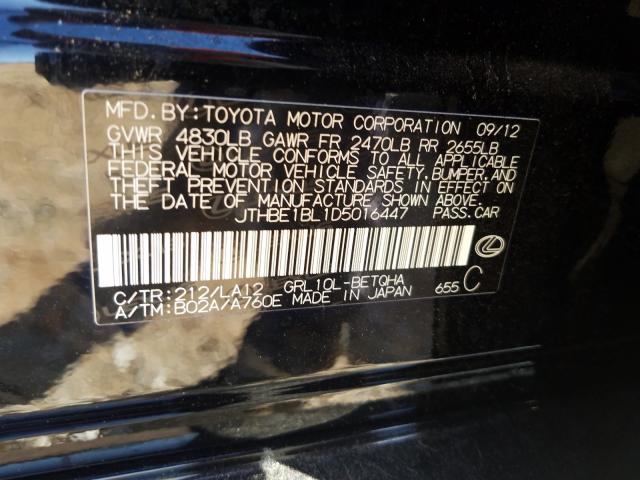 MFD. BY: TOYOTA MOTOR CORPORATION 09/12
GVWR 4830LB GAWR FR 2470LB RR 2655LB
THIS VEHICLE CONFORMS TO ALL APPLICABLE
FEDERAL MOTOR VEHICLE SAFETY, BUMPER, AND
THEFT PREVENTION STANDARDS IN EFFECT ON
THE DATE OF MANUFACTURE SHOWN ABOVE.
JTHBE1BL1D5016447 PASS. CAR
C/TR: 212/LA12 GRL10L-BETQHA
A/TM: B02A/A760E MADE IN JAPAN 655 C